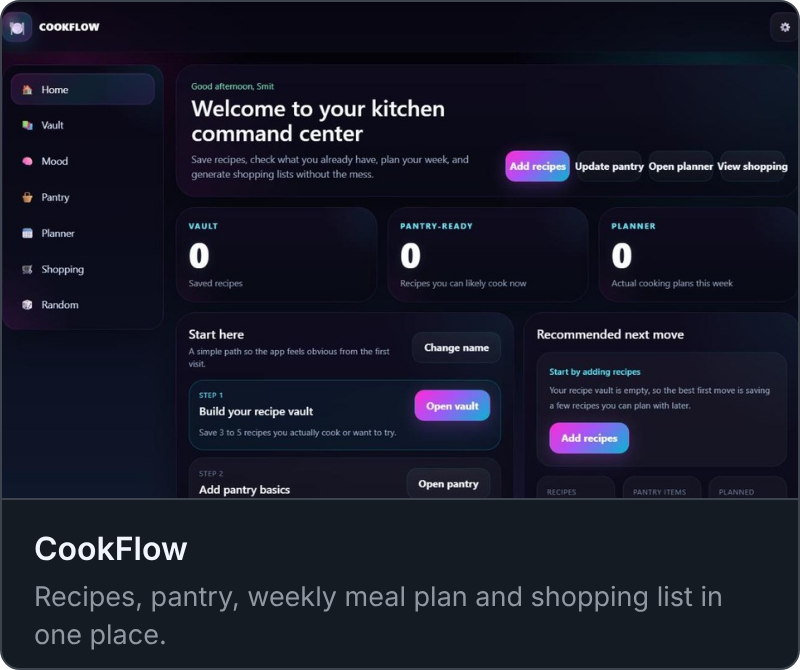 COOKFLOW
Home
Vault
Mood
Pantry
Planner
Shopping
Random
Good afternoon, Smit
Welcome to your kitchen
command center
Save recipes, check what you already have, plan your week, and
generate shopping lists without the mess.
Add recipes
Update pantry
Open planner
View shopping
VAULT
0
Saved recipes
PANTRY-READY
0
Recipes you can likely cook now
PLANNER
0
Actual cooking plans this week
Start here
A simple path so the app feels obvious from the first
visit.
Change name
STEP 1
Build your recipe vault
Save 3 to 5 recipes you actually cook or want to try.
Open vault
STEP 2
Add pantry basics
Open pantry
Recommended next move
Start by adding recipes
Your recipe vault is empty, so the best first move is saving
a few recipes you can plan with later.
Add recipes
RECIPES
PANTRY ITEMS
PLANNED
CookFlow
Recipes, pantry, weekly meal plan and shopping list in
one place.